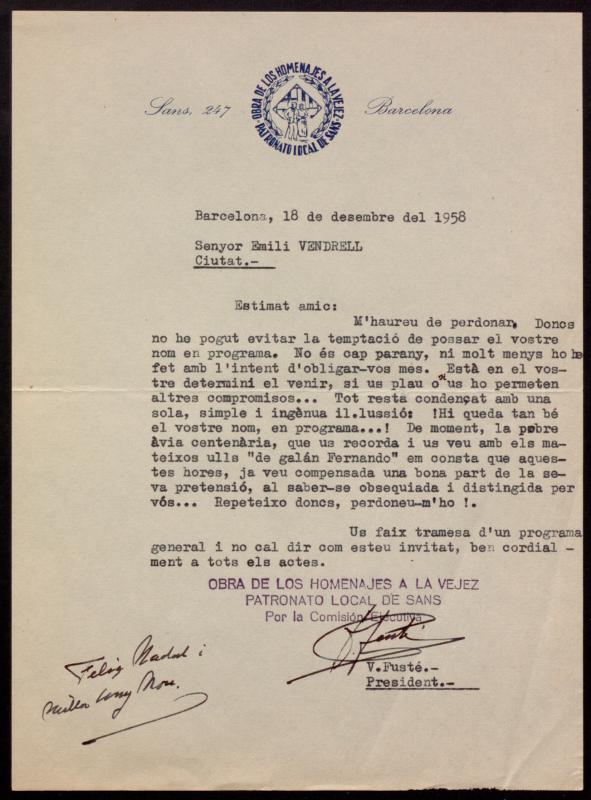 OBRA DE LOS HOMENAJES A LA VEJEZ
PATRONATO LOCAL DE SANS
Sans, 247
Barcelona
Barcelona, 18 de desembre del 1958
Senyor Emili VENDRELL
Ciutat.-
Estimat amic:
M'haureu de perdonar. Doncs
no he pogut evitar la temptació de possar el vostre
nom en programa. No és cap parany, ni molt menys ho he
fet amb l'intent d'obligar-vos més. Està en el vos-
tre determini el venir, si us plau o si us ho permeten
altres compromisos... Tot resta condençat amb una
sola, simple i ingènua il.lussió: !Hi queda tan bé
el vostre nom, en programa...! De moment, la pobre
àvia centenària, que us recorda i us veu amb els ma-
teixos ulls "de galán Fernando" em consta que aques-
tes hores, ja veu compensada una bona part de la se-
va pretensió, al saber-se obsequiada i distingida per
vós... Repeteixo doncs, perdoneu-m'ho !.
Us faix tramesa d'un programa
general i no cal dir com esteu invitat, ben cordial -
ment a tots els actes.
OBRA DE LOS HOMENAJES A LA VEJEZ
PATRONATO LOCAL DE SANS
Por la Comisión Ejecutiva
V.Fusté.-
President.-
Feliç Nadal i
millor any Nou.